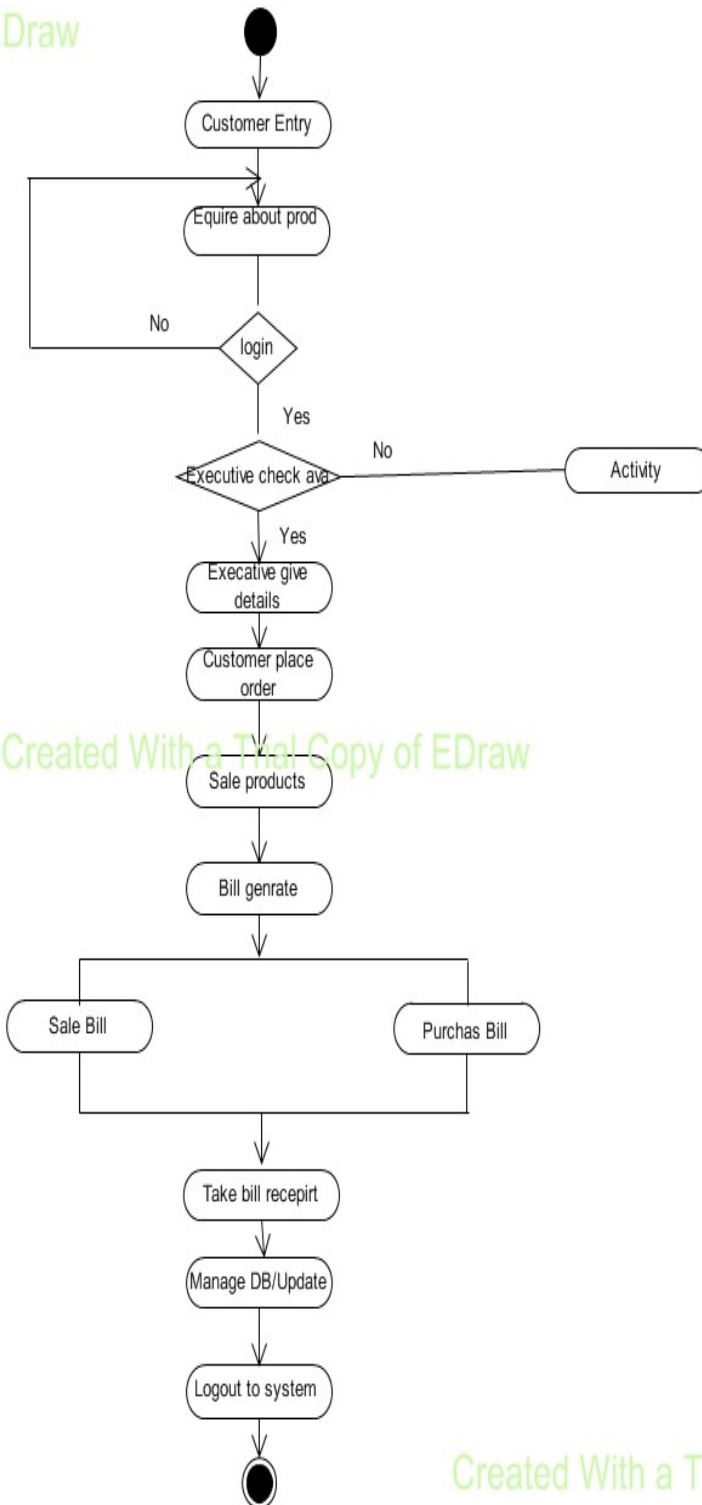 Draw
Customer Entry
Equire about prod
No
login
Yes
Executive check ava
No
Activity
Yes
Execative give
details
Customer place
order
Created With a Trial Copy of EDraw
Sale products
Bill genrate
Sale Bill
Purchas Bill
Take bill recepirt
Manage DB/Update
Logout to system
Created With a T